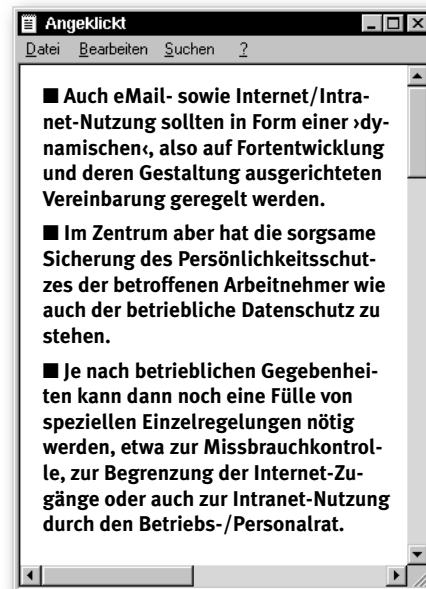 Angeklickt
Datei Bearbeiten Suchen ?
■ Auch eMail- sowie Internet/Intra-
net-Nutzung sollten in Form einer ›dy-
namischen‹, also auf Fortentwicklung
und deren Gestaltung ausgerichteten
Vereinbarung geregelt werden.
■ Im Zentrum aber hat die sorgsame
Sicherung des Persönlichkeitsschut-
zes der betroffenen Arbeitnehmer wie
auch der betriebliche Datenschutz zu
stehen.
■ Je nach betrieblichen Gegebenhei-
ten kann dann noch eine Fülle von
speziellen Einzelregelungen nötig
werden, etwa zur Missbrauchkontrol-
le, zur Begrenzung der Internet-Zu-
gänge oder auch zur Intranet-Nutzung
durch den Betriebs-/Personalrat.